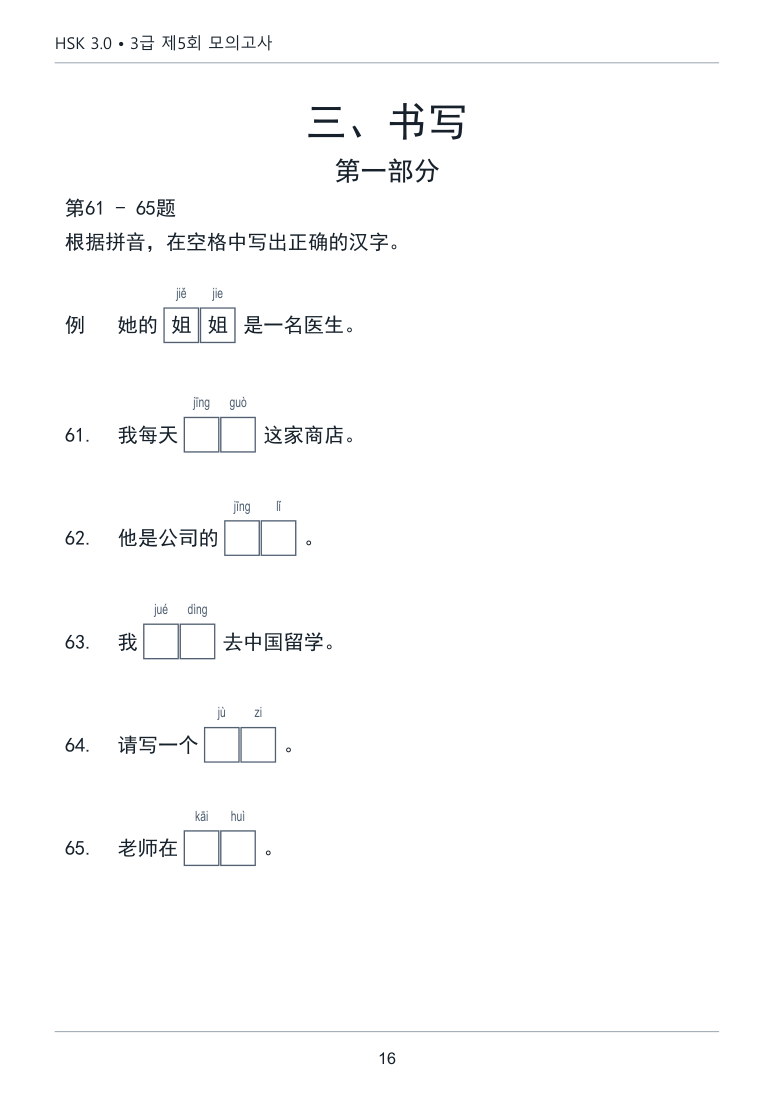 HSK 3.0 • 3급 제5회 모의고사
三、书写
第一部分
第61 – 65题
根据拼音，在空格中写出正确的汉字。
jiě jie
例 她的 姐 姐 是一名医生。
jīng guò
61. 我每天 这家商店。
jīng lǐ
62. 他是公司的 。
jué dìng
63. 我 去中国留学。
jù zi
64. 请写一个 。
kāi huì
65. 老师在 。
16